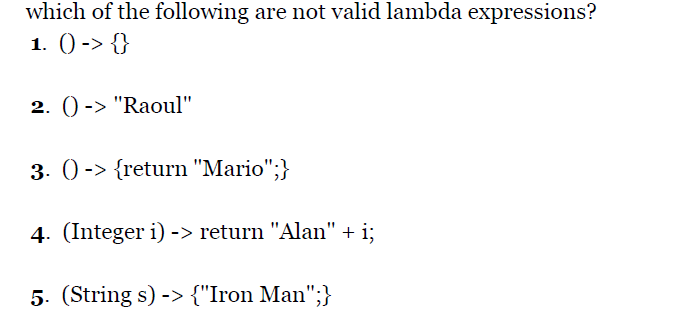 which of the following are not valid lambda expressions?
1. () -> {}
2. () -> "Raoul"
3. () -> {return "Mario";}
4. (Integer i) -> return "Alan" + i;
5. (String s) -> {"Iron Man";}